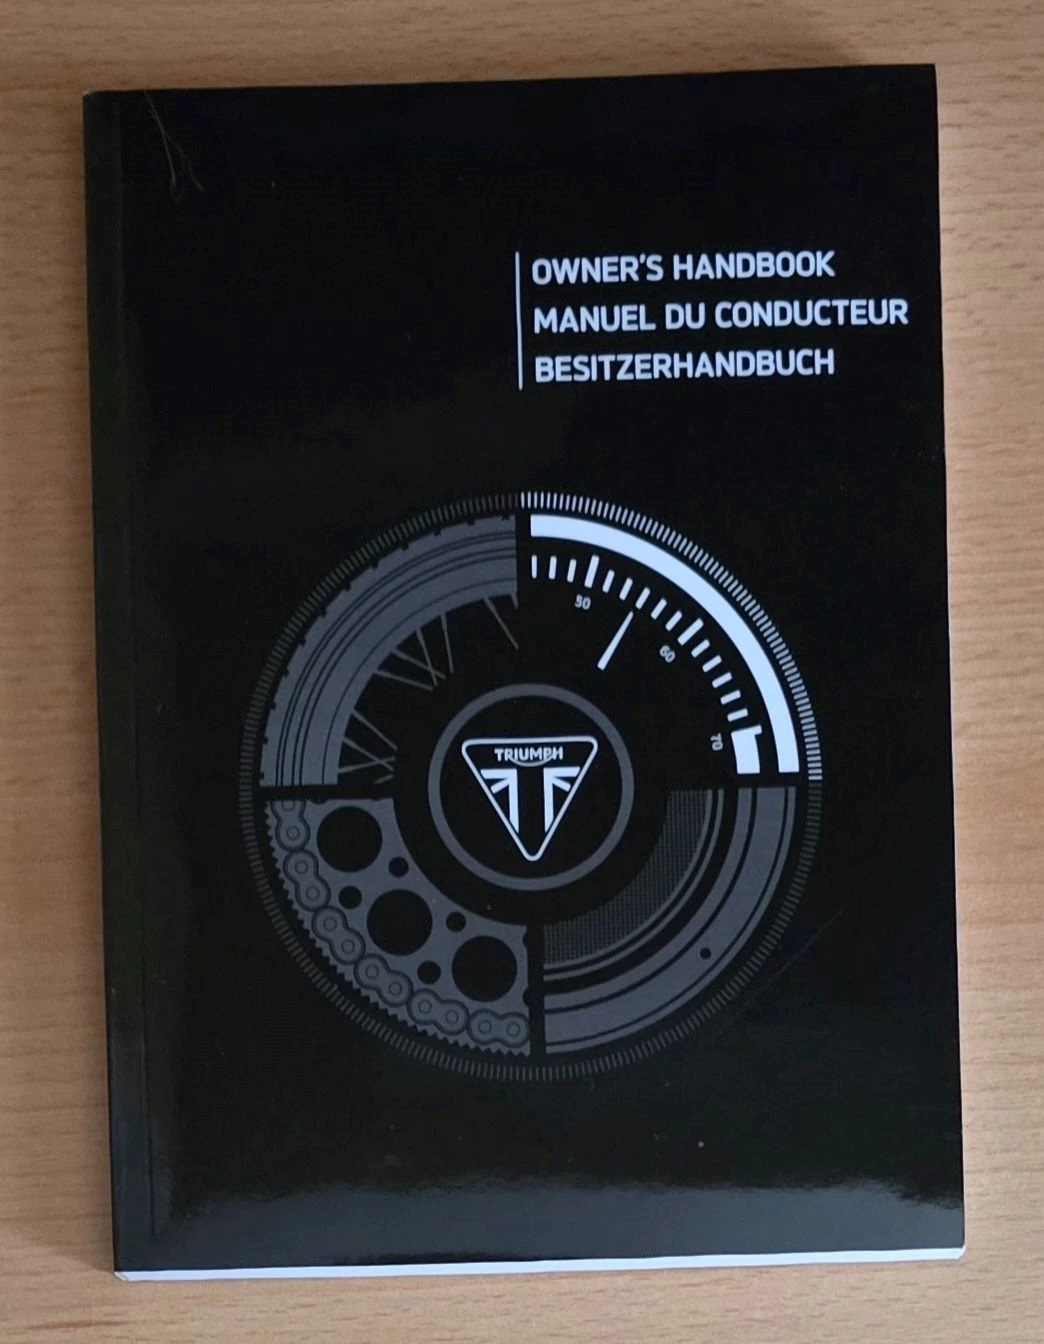 OWNER'S HANDBOOK
MANUEL DU CONDUCTEUR
BESITZERHANDBUCH
50
60
70
TRIUMPH